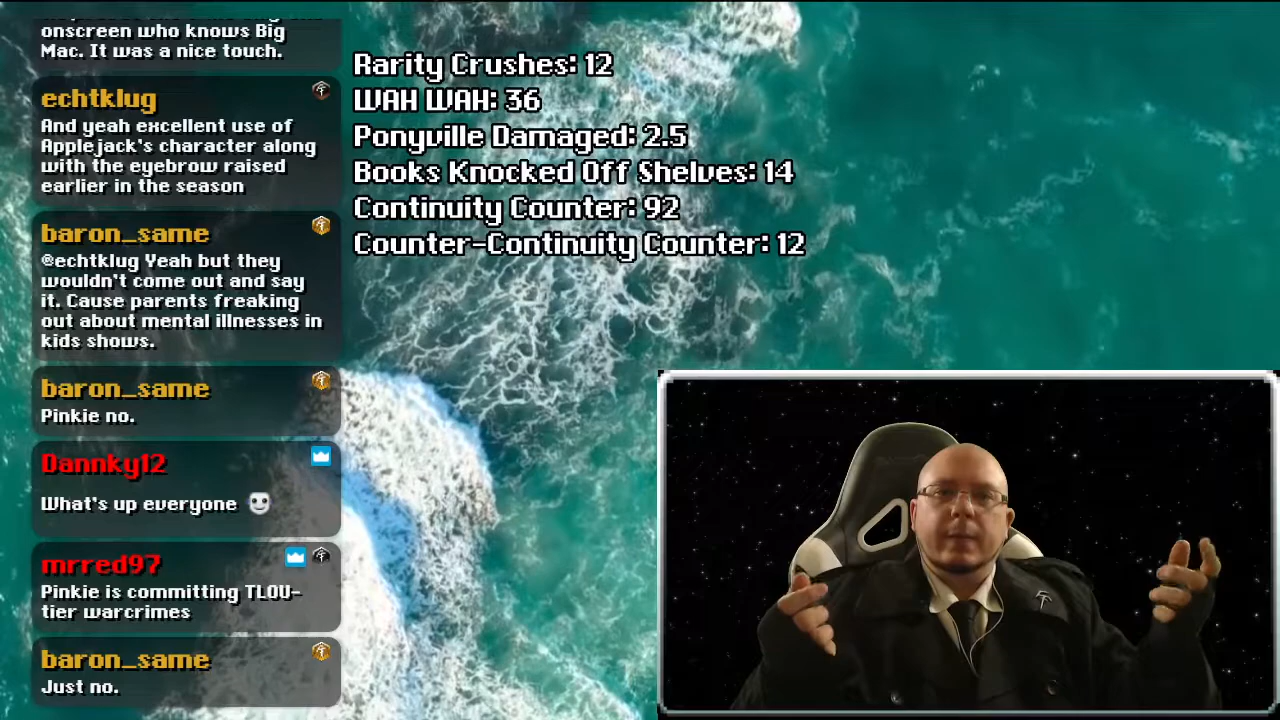 onscreen who knows Big
Mac. It was a nice touch.
echtklug
And yeah excellent use of
Applejack's character along
with the eyebrow raised
earlier in the season
baron_same
@echtklug Yeah but they
wouldn't come out and say
it. Cause parents freaking
out about mental illnesses in
kids shows.
baron_same
Pinkie no.
Dannky12
What's up everyone
mrred97
Pinkie is committing TLOU-
tier warcrimes
baron_same
Just no.
Rarity Crushes: 12
WAH WAH: 36
Ponyville Damaged: 2.5
Books Knocked Off Shelves: 14
Continuity Counter: 92
Counter-Continuity Counter: 12